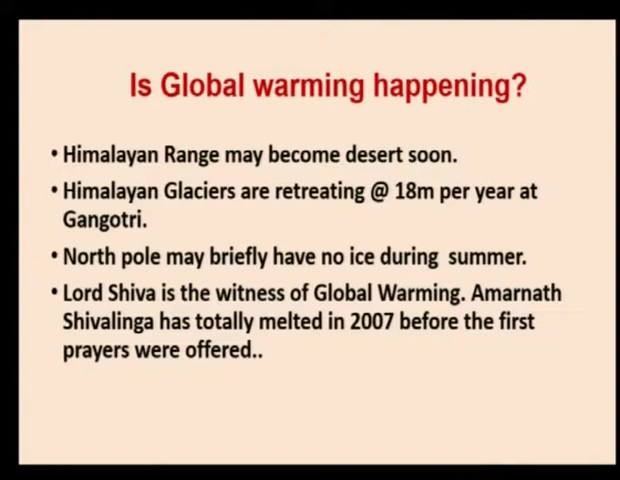 Is Global warming happening?
• Himalayan Range may become desert soon.
• Himalayan Glaciers are retreating @ 18m per year at
Gangotri.
• North pole may briefly have no ice during summer.
• Lord Shiva is the witness of Global Warming. Amarnath
Shivalinga has totally melted in 2007 before the first
prayers were offered..